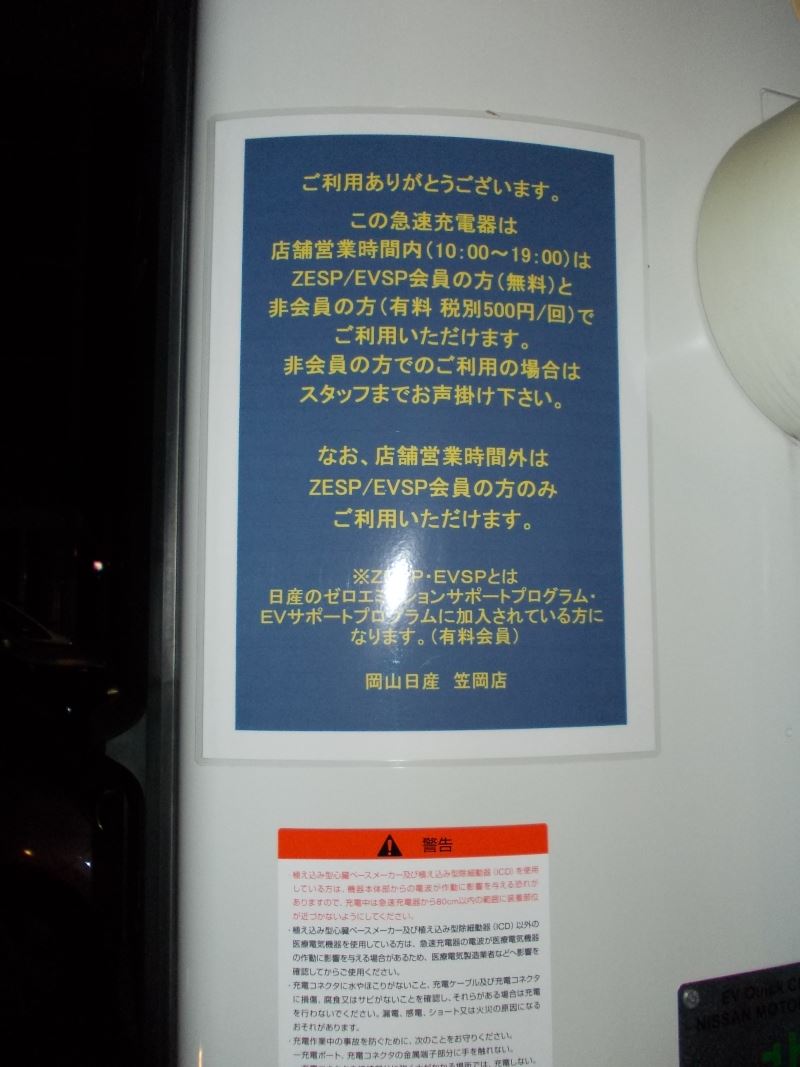 ご利用ありがとうございます。
この急速充電器は
店舗営業時間内(10:00～19:00)は
ZESP/EVSP会員の方(無料)と
非会員の方(有料 税別500円/回)で
ご利用いただけます。
非会員の方でのご利用の場合は
スタッフまでお声掛け下さい。
なお、店舗営業時間外は
ZESP/EVSP会員の方のみ
ご利用いただけます。
※ZESP・EVSPとは
日産のゼロエミッションサポートプログラム・
EVサポートプログラムに加入されている方に
なります。(有料会員)
岡山日産 笠岡店
警告
・植え込み型心臓ペースメーカー及び植え込み型除細動器(ICD)を使用
している方は、機器本体部からの電波が作動に影響を与える恐れが
ありますので、充電中は急速充電器から80cm以内の範囲に装着部位
が近づかないようにしてください。
・植え込み型心臓ペースメーカー及び植え込み型除細動器(ICD)以外の
医療電気機器を使用している方は、急速充電器の電波が医療電気機器
の作動に影響を与える場合があるため、医療電気製造業者などへ影響を
確認してからご使用ください。
・充電コネクタに水やほこりがないこと、充電ケーブル及び充電コネクタ
に損傷、腐食又はサビがないことを確認し、それらがある場合は充電
を行わないでください。漏電、感電、ショート又は火災の原因になる
おそれがあります。
・充電作業中の事故を防ぐために、次のことをお守りください。
－充電ポート、充電コネクタの金属端子部分に手を触れない。
場所では、充電しない。
EV Quick C
NISSAN MOTO